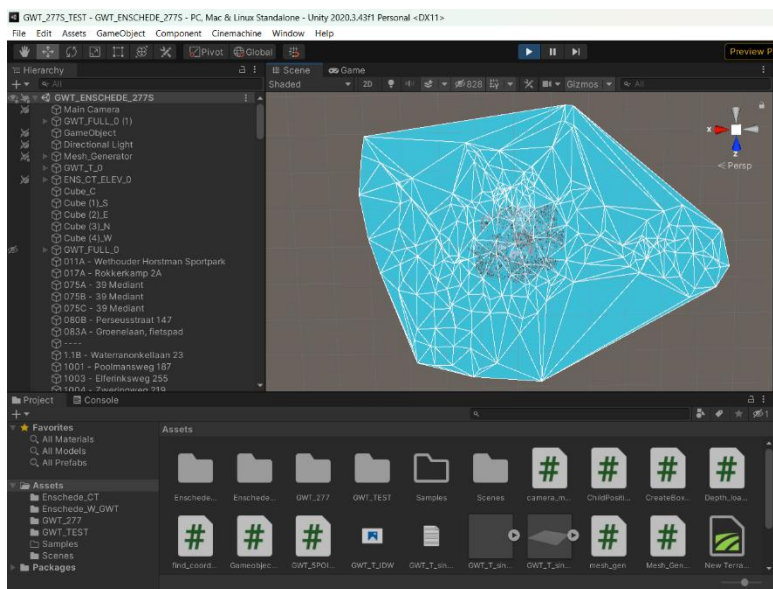 GWT_277S_TEST - GWT_ENSCHEDE_277S - PC, Mac & Linux Standalone - Unity 2020.3.43f1 Personal <DX11>
File Edit Assets GameObject Component Cinemachine Window Help
Pivot Global Preview P
Hierarchy
All
GWT_ENSCHEDE_277S
Main Camera
GWT_FULL_0 (1)
GameObject
Directional Light
Mesh_Generator
GWT_T_0
ENS_CT_ELEV_0
Cube_C
Cube (1)_S
Cube (2)_E
Cube (3)_N
Cube (4)_W
GWT_FULL_0
011A - Wethouder Horstman Sportpark
017A - Rokkerkamp 2A
075A - 39 Mediant
075B - 39 Mediant
075C - 39 Mediant
080B - Perseusstraat 147
083A - Groenelaan, fietspad
----
1.1B - Waterranonkellaan 23
1001 - Poolmansweg 187
1003 - Elferinksweg 255
1004 - Zweringweg 219
Scene Game
Shaded 2D 828 Gizmos All
x
z
< Persp
Project Console
1
Favorites
All Materials
All Models
All Prefabs
Assets
Enschede_CT
Enschede_W_GWT
GWT_277
GWT_TEST
Samples
Scenes
Packages
Assets
Enschede... Enschede... GWT_277 GWT_TEST Samples Scenes camera_m... ChildPositi... CreateBox... Depth_loa...
find_coord... Gameobjec... GWT_SPOI... GWT_T_IDW GWT_T_sin... GWT_T_sin... GWT_T_sin... mesh_gen Mesh_Gen... New Terra...